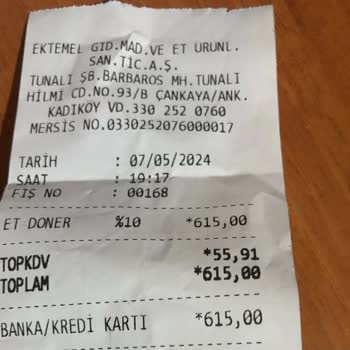 EKTEMEL GID.MAD.VE ET URUNL.
SAN.TİC.A.Ş.
TUNALI ŞB.BARBAROS MH.TUNALI
HİLMİ CD.NO.93/B ÇANKAYA/ANK.
KADIKÖY VD.330 252 0760
MERSİS NO.0330252076000017
TARİH : 07/05/2024
SAAT : 19:17
FİŞ NO : 00168
ET DONER %10 *615,00
TOPKDV *55,91
TOPLAM *615,00
BANKA/KREDİ KARTI *615,00